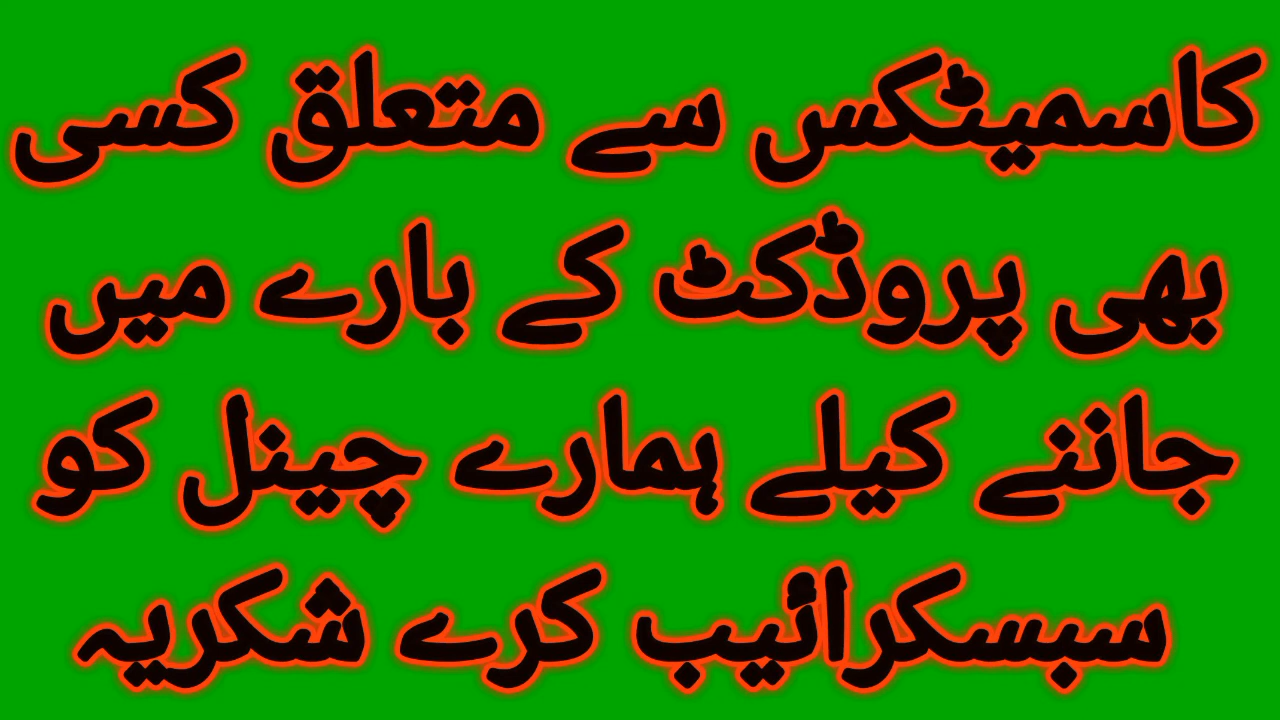 کاسمیٹکس سے متعلق کسی
بھی پروڈکٹ کے بارے میں
جاننے کیلے ہمارے چینل کو
سبسکرائیب کرے شکریہ